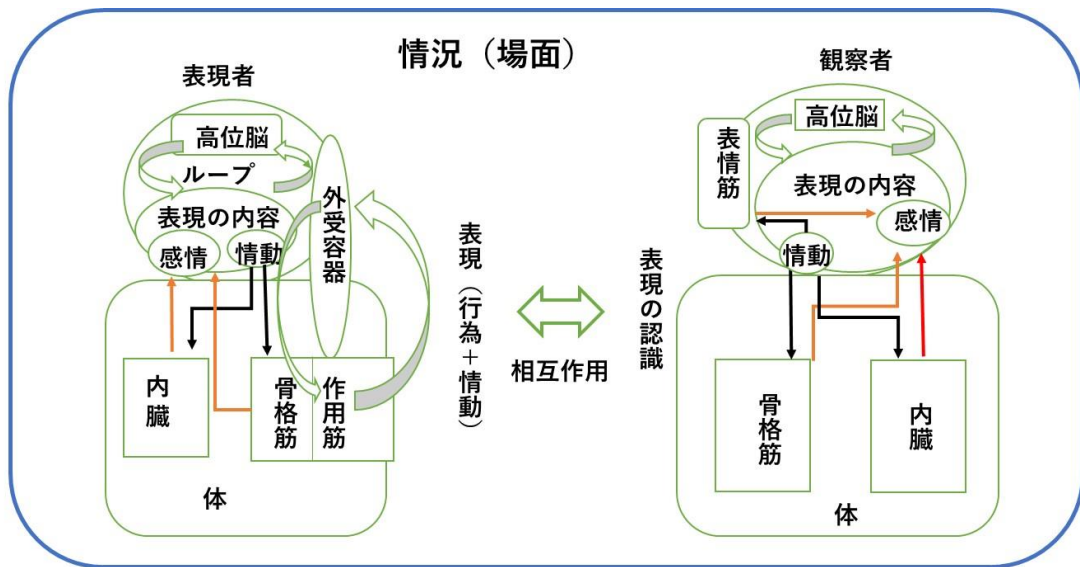 情況（場面）
表現者
高位脳
ループ
表現の内容
感情
情動
外受容器
内臓
骨格筋
作用筋
体
表現（行為＋情動）
相互作用
表現の認識
観察者
高位脳
表情筋
表現の内容
感情
情動
骨格筋
内臓
体